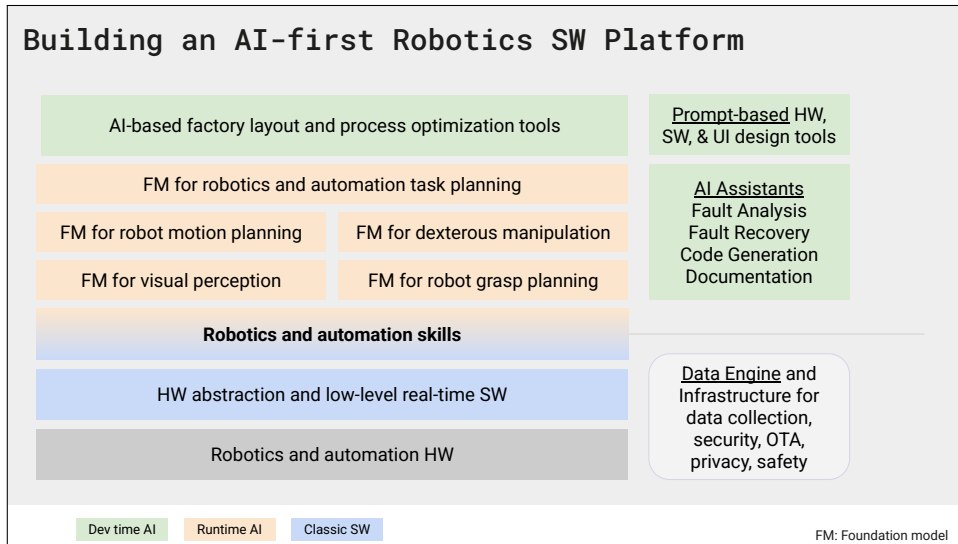 Building an AI-first Robotics SW Platform
AI-based factory layout and process optimization tools
FM for robotics and automation task planning
FM for robot motion planning
FM for dexterous manipulation
FM for visual perception
FM for robot grasp planning
Robotics and automation skills
HW abstraction and low-level real-time SW
Robotics and automation HW
Prompt-based HW,
SW, & UI design tools
AI Assistants
Fault Analysis
Fault Recovery
Code Generation
Documentation
Data Engine and
Infrastructure for
data collection,
security, OTA,
privacy, safety
Dev time AI
Runtime AI
Classic SW
FM: Foundation model